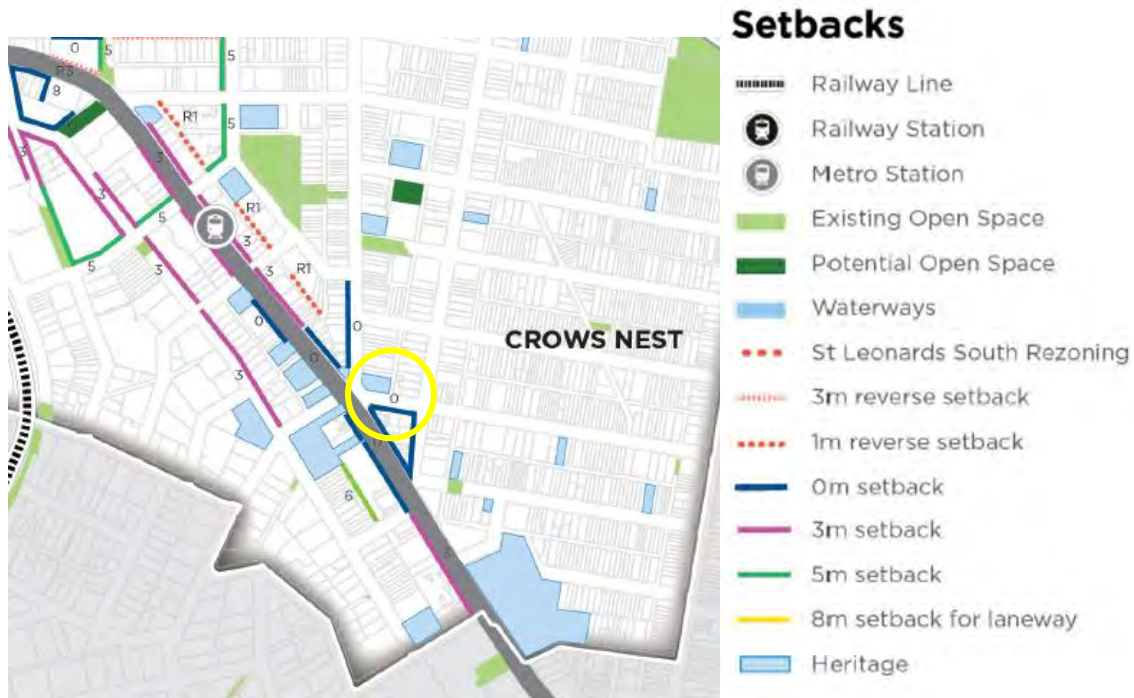 Setbacks
Railway Line
Railway Station
Metro Station
Existing Open Space
Potential Open Space
Waterways
St Leonards South Rezoning
3m reverse setback
1m reverse setback
0m setback
3m setback
5m setback
8m setback for laneway
Heritage
0
5
5
R3
8
R1
5
3
3
3
R1
5
3
5
3
3
R1
0
0
0
CROWS NEST
3
0
6